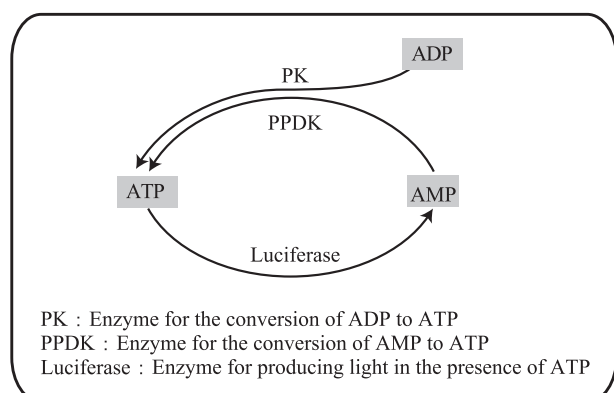 ADP
PK
PPDK
ATP
AMP
Luciferase
PK : Enzyme for the conversion of ADP to ATP
PPDK : Enzyme for the conversion of AMP to ATP
Luciferase : Enzyme for producing light in the presence of ATP